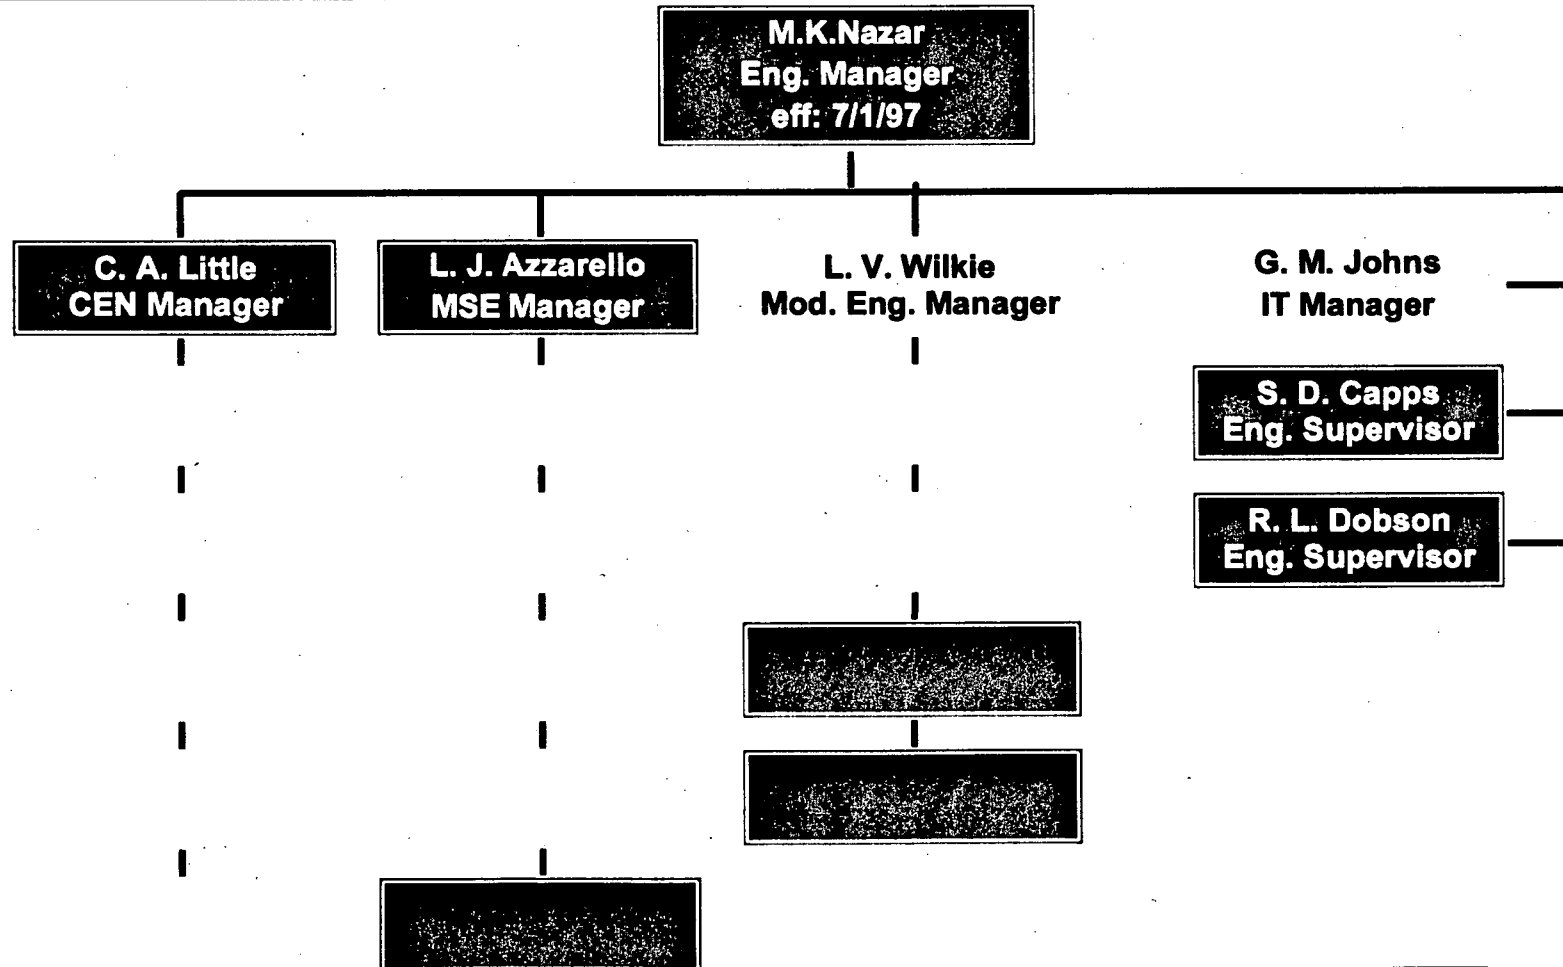 M.K.Nazar
Eng. Manager
eff: 7/1/97
C. A. Little
CEN Manager
L. J. Azzarello
MSE Manager
L. V. Wilkie
Mod. Eng. Manager
G. M. Johns
IT Manager
S. D. Capps
Eng. Supervisor
R. L. Dobson
Eng. Supervisor